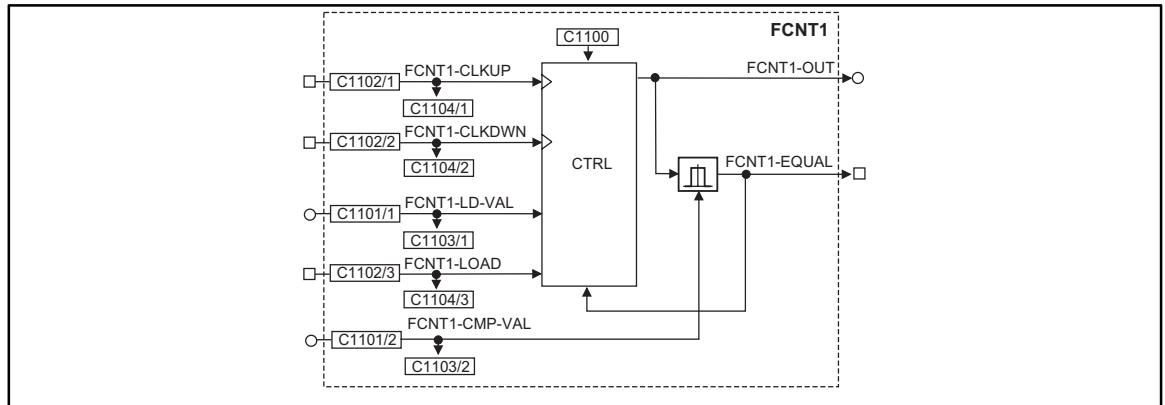 FCNT1
C1100
C1102/1 FCNT1-CLKUP
FCNT1-OUT
C1104/1
C1102/2 FCNT1-CLKDWN
C1104/2
CTRL
FCNT1-EQUAL
C1101/1 FCNT1-LD-VAL
C1103/1
C1102/3 FCNT1-LOAD
C1104/3
C1101/2 FCNT1-CMP-VAL
C1103/2